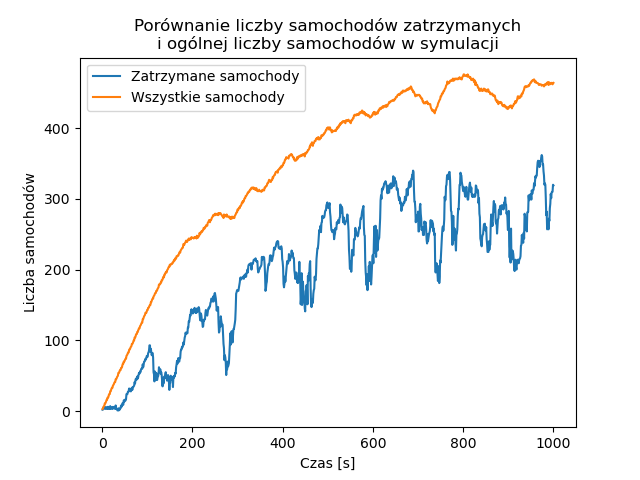 Porównanie liczby samochodów zatrzymanych
i ogólnej liczby samochodów w symulacji
Zatrzymane samochody
Wszystkie samochody
400
300
200
100
0
Liczba samochodów
0 200 400 600 800 1000
Czas [s]